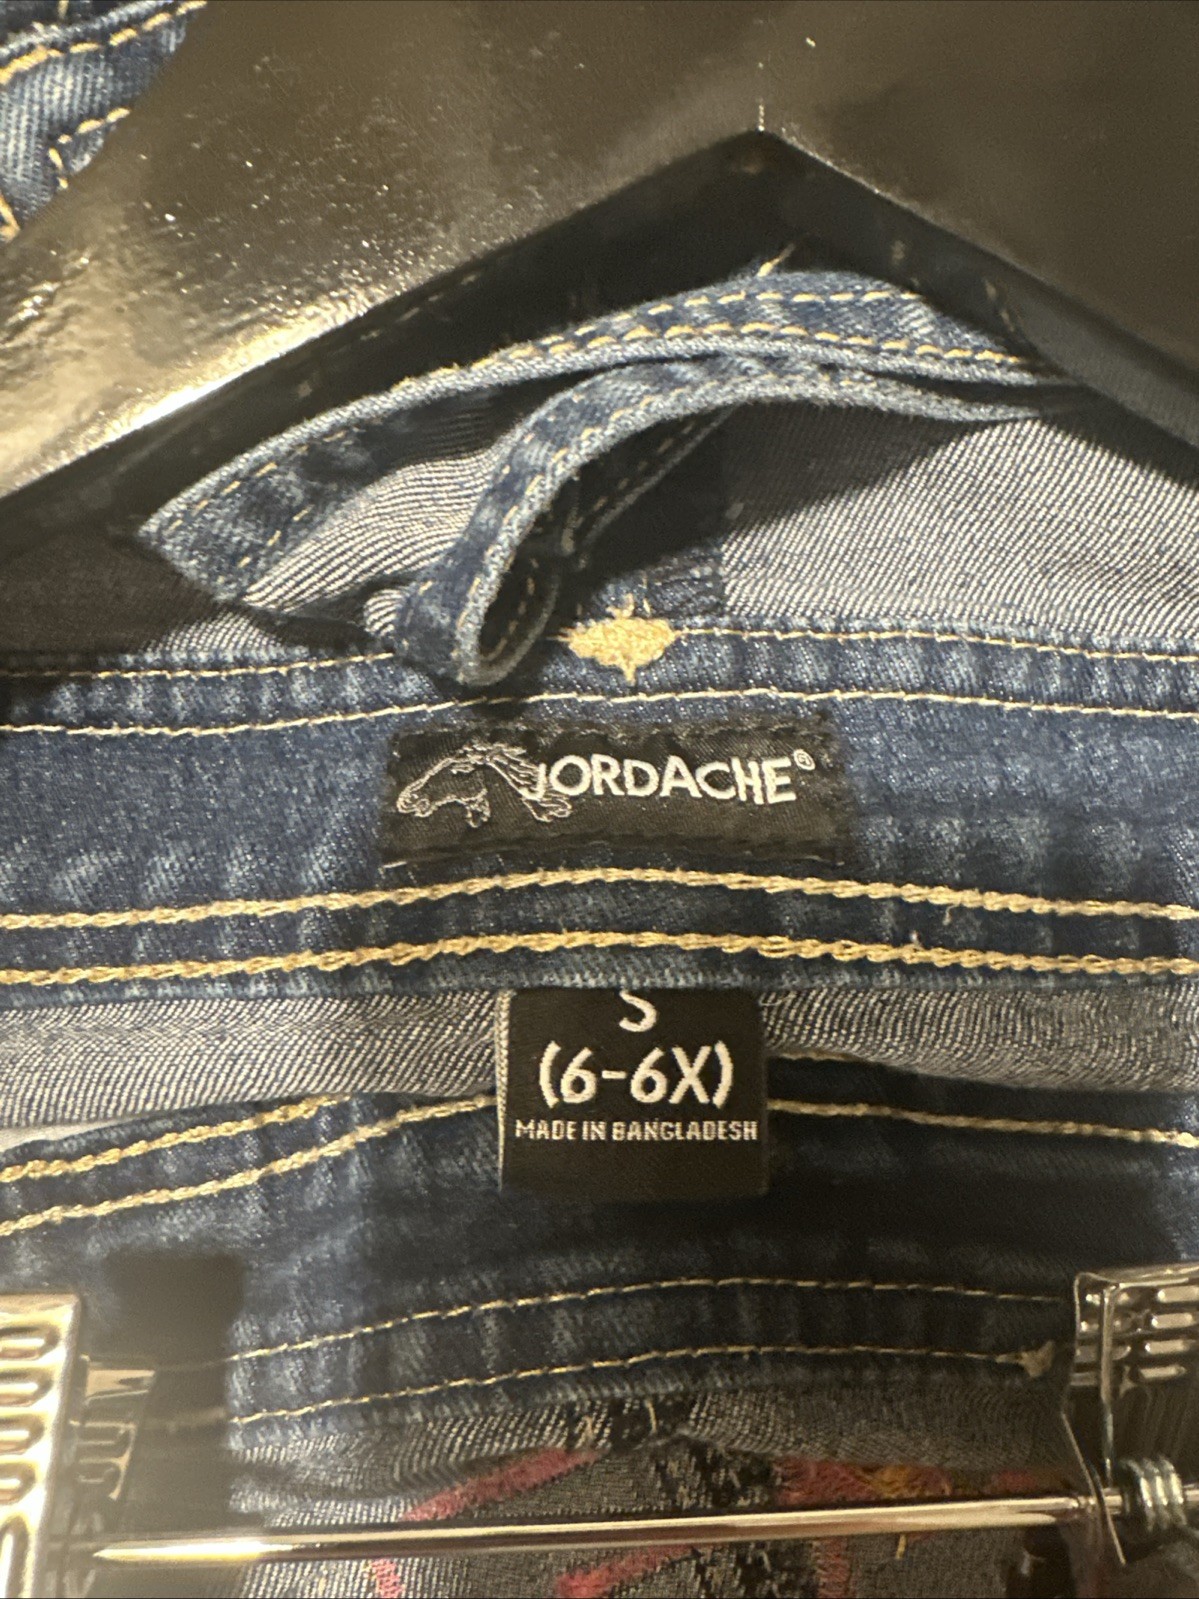 JORDACHE®
S
(6-6X)
MADE IN BANGLADESH